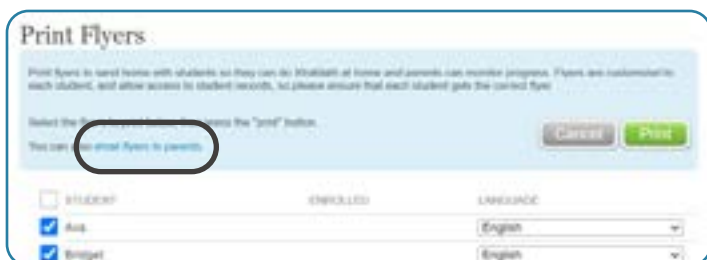 Print Flyers
Print flyers to send home with students so they can do at home and parents can monitor progress. Flyers are customized to
each student, and allow access to student records, so please ensure that each student gets the correct flyer.
Select the press the "print" button.
You can email flyers to parents.
Cancel Print
STUDENT ENROLLED LANGUAGE
Ava English
Bridget English